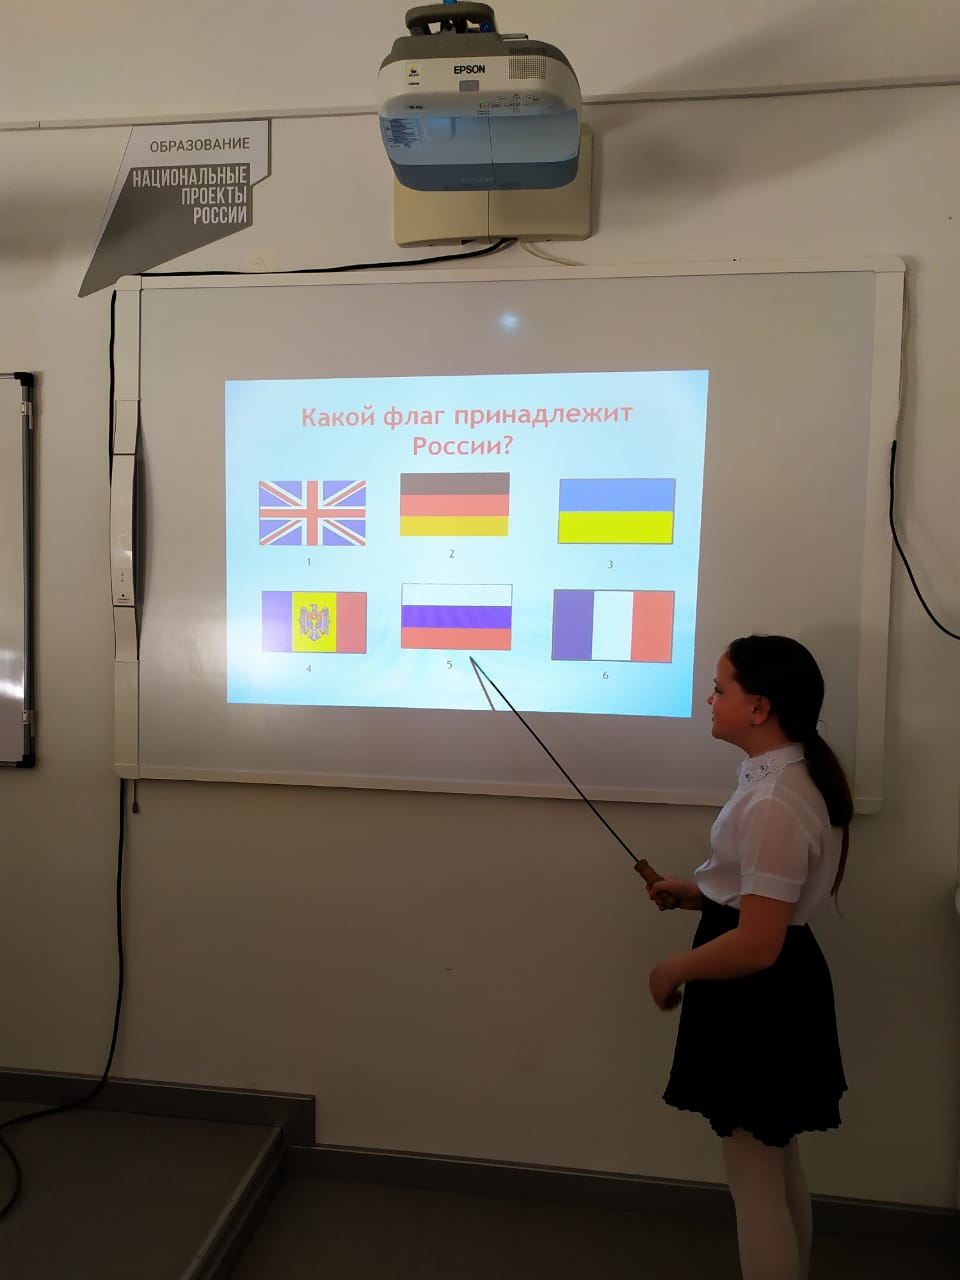 EPSON
ОБРАЗОВАНИЕ
НАЦИОНАЛЬНЫЕ
ПРОЕКТЫ
РОССИИ
Какой флаг принадлежит
России?
1
2
3
4
5
6